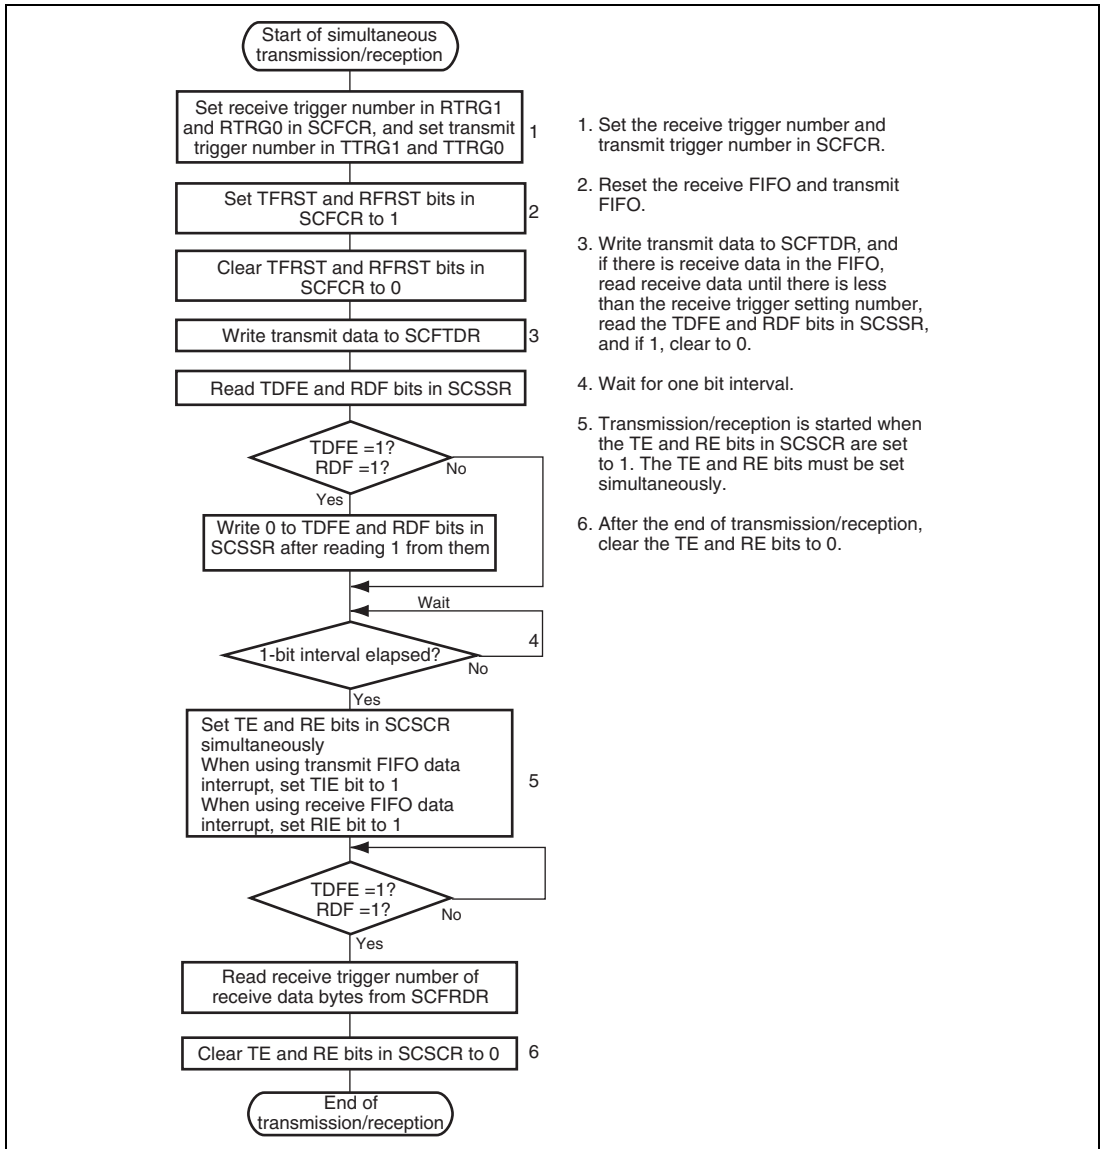 Start of simultaneous
transmission/reception
Set receive trigger number in RTRG1
and RTRG0 in SCFCR, and set transmit
trigger number in TTRG1 and TTRG0
1
Set TFRST and RFRST bits in
SCFCR to 1
2
Clear TFRST and RFRST bits in
SCFCR to 0
Write transmit data to SCFTDR
3
Read TDFE and RDF bits in SCSSR
TDFE =1?
RDF =1?
No
Yes
Write 0 to TDFE and RDF bits in
SCSSR after reading 1 from them
Wait
1-bit interval elapsed?
4
No
Yes
Set TE and RE bits in SCSCR
simultaneously
When using transmit FIFO data
interrupt, set TIE bit to 1
When using receive FIFO data
interrupt, set RIE bit to 1
5
TDFE =1?
RDF =1?
No
Yes
Read receive trigger number of
receive data bytes from SCFRDR
Clear TE and RE bits in SCSCR to 0
6
End of
transmission/reception
1. Set the receive trigger number and
transmit trigger number in SCFCR.
2. Reset the receive FIFO and transmit
FIFO.
3. Write transmit data to SCFTDR, and
if there is receive data in the FIFO,
read receive data until there is less
than the receive trigger setting number,
read the TDFE and RDF bits in SCSSR,
and if 1, clear to 0.
4. Wait for one bit interval.
5. Transmission/reception is started when
the TE and RE bits in SCSCR are set
to 1. The TE and RE bits must be set
simultaneously.
6. After the end of transmission/reception,
clear the TE and RE bits to 0.